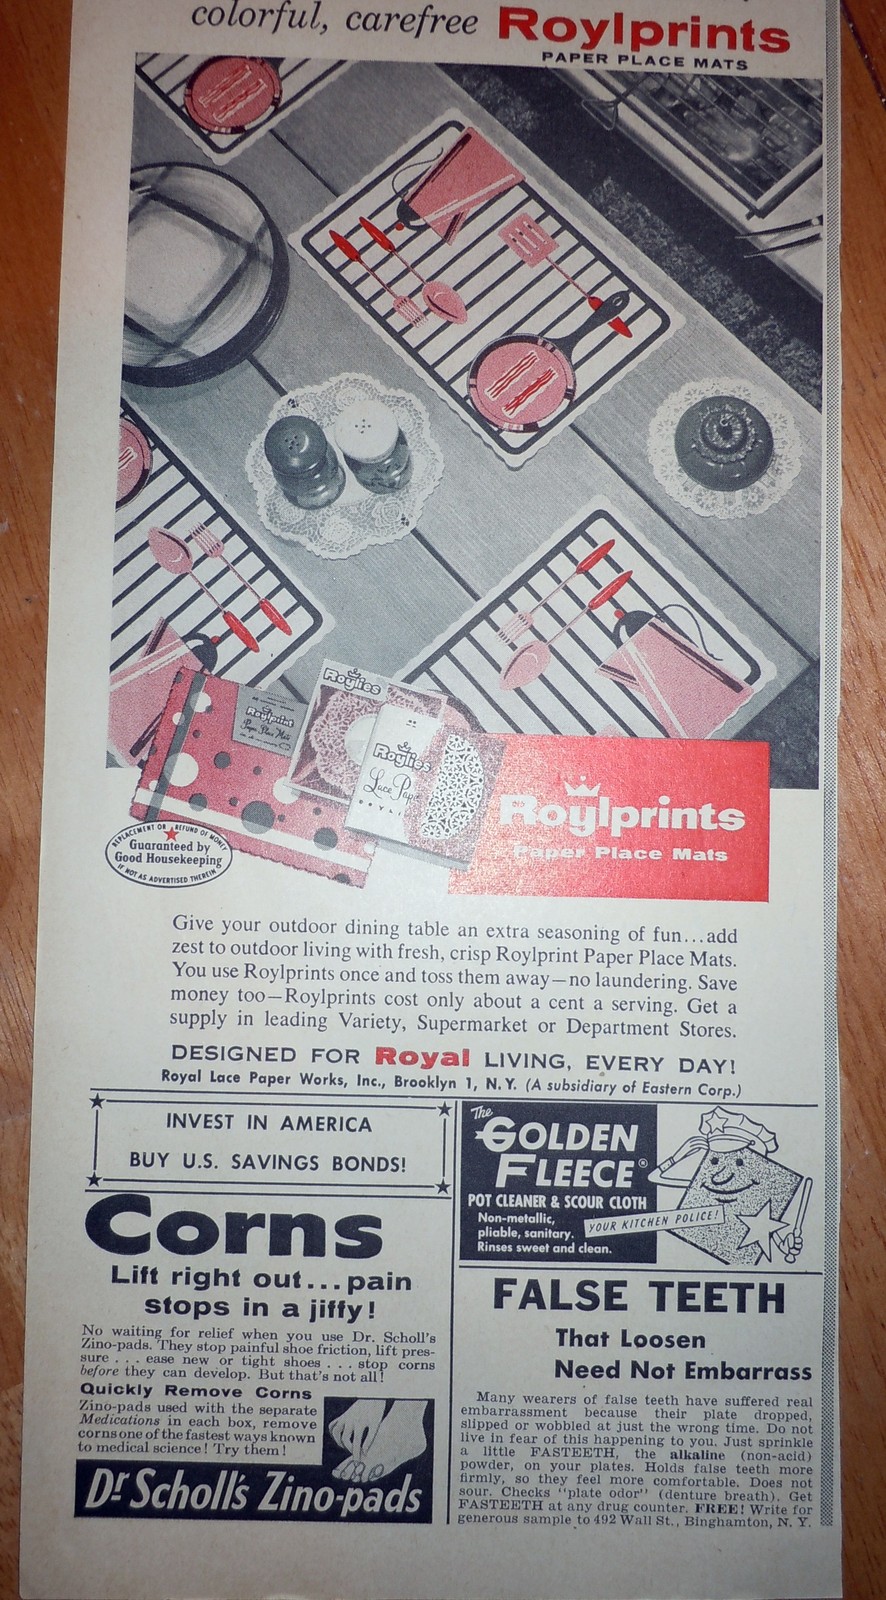 colorful, carefree Roylprints
PAPER PLACE MATS
Roylies
Roylprint
Paper Place Mats
Roylies
Lace Pape
ROYAL
Roylprints
Paper Place Mats
REPLACEMENT OR REFUND OF MONEY
Guaranteed by
Good Housekeeping
IF NOT AS ADVERTISED THEREIN
Give your outdoor dining table an extra seasoning of fun...add
zest to outdoor living with fresh, crisp Roylprint Paper Place Mats.
You use Roylprints once and toss them away—no laundering. Save
money too—Roylprints cost only about a cent a serving. Get a
supply in leading Variety, Supermarket or Department Stores.
DESIGNED FOR Royal LIVING, EVERY DAY!
Royal Lace Paper Works, Inc., Brooklyn 1, N.Y. (A subsidiary of Eastern Corp.)
INVEST IN AMERICA
BUY U.S. SAVINGS BONDS!
Corns
Lift right out...pain
stops in a jiffy!
No waiting for relief when you use Dr. Scholl's
Zino-pads. They stop painful shoe friction, lift pres-
sure . . . ease new or tight shoes . . . stop corns
before they can develop. But that's not all!
Quickly Remove Corns
Zino-pads used with the separate
Medications in each box, remove
corns one of the fastest ways known
to medical science! Try them!
Dr Scholl's Zino-pads
The
GOLDEN
FLEECE®
POT CLEANER & SCOUR CLOTH
Non-metallic,
pliable, sanitary.
Rinses sweet and clean.
YOUR KITCHEN POLICE!
FALSE TEETH
That Loosen
Need Not Embarrass
Many wearers of false teeth have suffered real
embarrassment because their plate dropped,
slipped or wobbled at just the wrong time. Do not
live in fear of this happening to you. Just sprinkle
a little FASTEETH, the alkaline (non-acid)
powder, on your plates. Holds false teeth more
firmly, so they feel more comfortable. Does not
sour. Checks "plate odor" (denture breath). Get
FASTEETH at any drug counter. FREE! Write for
generous sample to 492 Wall St., Binghamton, N. Y.